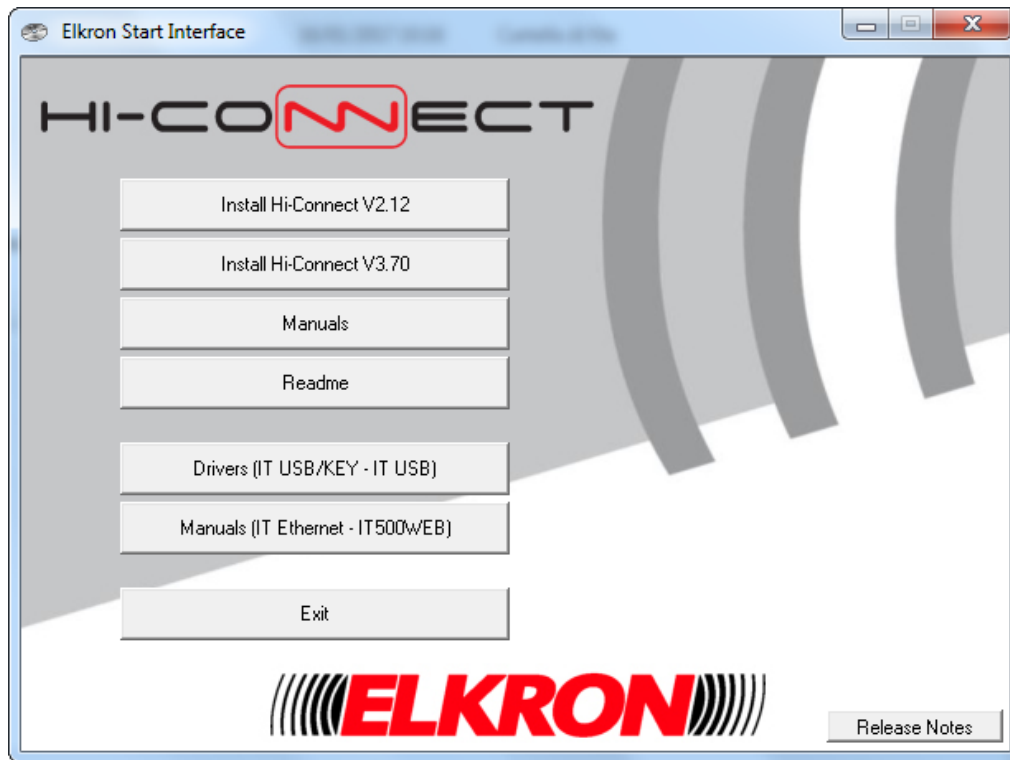 Elkron Start Interface
HI-CONNECT
Install Hi-Connect V2.12
Install Hi-Connect V3.70
Manuals
Readme
Drivers (IT USB/KEY - IT USB)
Manuals (IT Ethernet - IT500WEB)
Exit
ELKRON
Release Notes